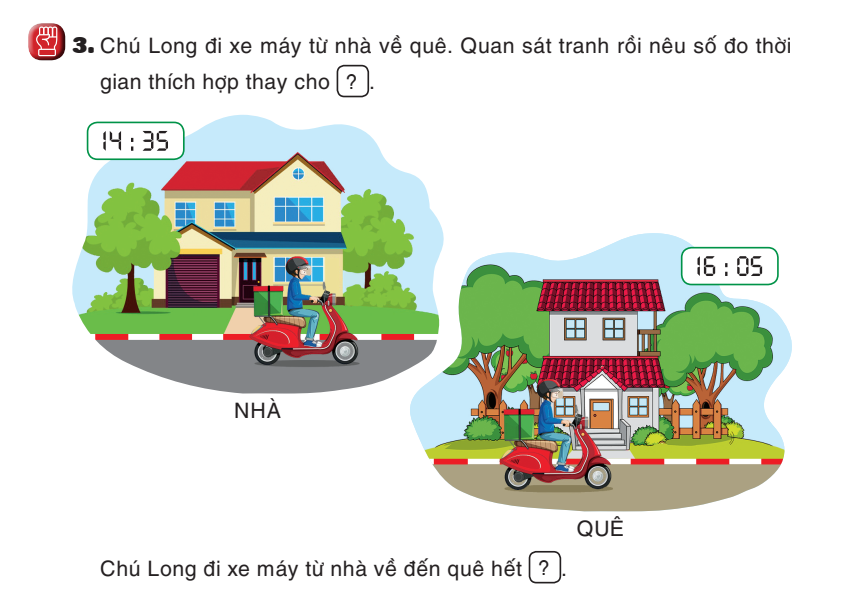 3. Chú Long đi xe máy từ nhà về quê. Quan sát tranh rồi nêu số đo thời
gian thích hợp thay cho ?.
14:35
16:05
NHÀ
QUÊ
Chú Long đi xe máy từ nhà về đến quê hết ?.